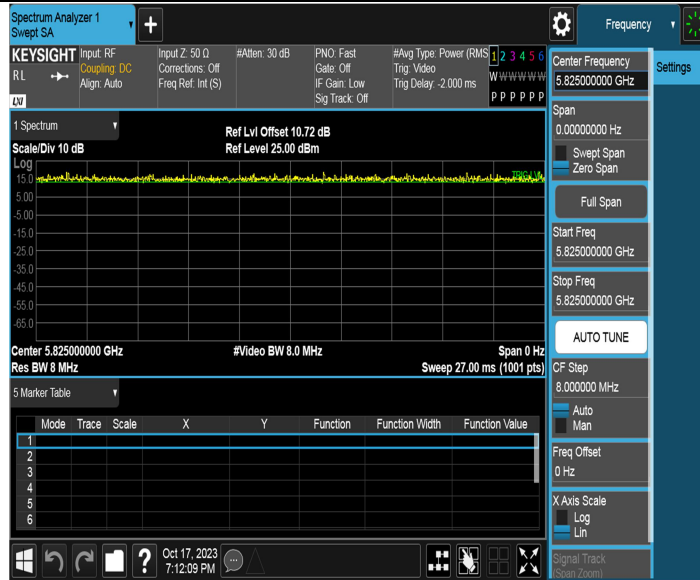 Spectrum Analyzer 1
Swept SA
+
Frequency
KEYSIGHT
RL
LXI
Input: RF
Coupling: DC
Align: Auto
Input Z: 50 Ω
Corrections: Off
Freq Ref: Int (S)
#Atten: 30 dB
PNO: Fast
Gate: Off
IF Gain: Low
Sig Track: Off
#Avg Type: Power (RMS
Trig: Video
Trig Delay: -2.000 ms
1 2 3 4 5 6
W W W W W W
P P P P P P
1 Spectrum
Scale/Div 10 dB
Ref Lvl Offset 10.72 dB
Ref Level 25.00 dBm
Log
15.0
TRIG LVL
5.00
-5.00
-15.0
-25.0
-35.0
-45.0
-55.0
-65.0
Center 5.825000000 GHz
#Video BW 8.0 MHz
Span 0 Hz
Res BW 8 MHz
Sweep 27.00 ms (1001 pts)
5 Marker Table
Mode Trace Scale X Y Function Function Width Function Value
1
2
3
4
5
6
Oct 17, 2023
7:12:09 PM
?
Center Frequency
5.825000000 GHz
Settings
Span
0.00000000 Hz
Swept Span
Zero Span
Full Span
Start Freq
5.825000000 GHz
Stop Freq
5.825000000 GHz
AUTO TUNE
CF Step
8.000000 MHz
Auto
Man
Freq Offset
0 Hz
X Axis Scale
Log
Lin
Signal Track
(Span Zoom)